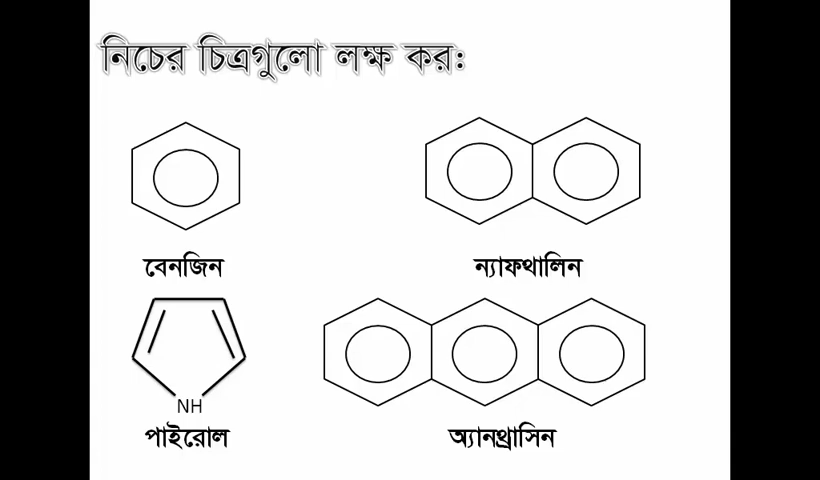 নিচের চিত্রগুলো লক্ষ কর:
বেনজিন
ন্যাফথালিন
NH
পাইরোল
অ্যানথ্রাসিন